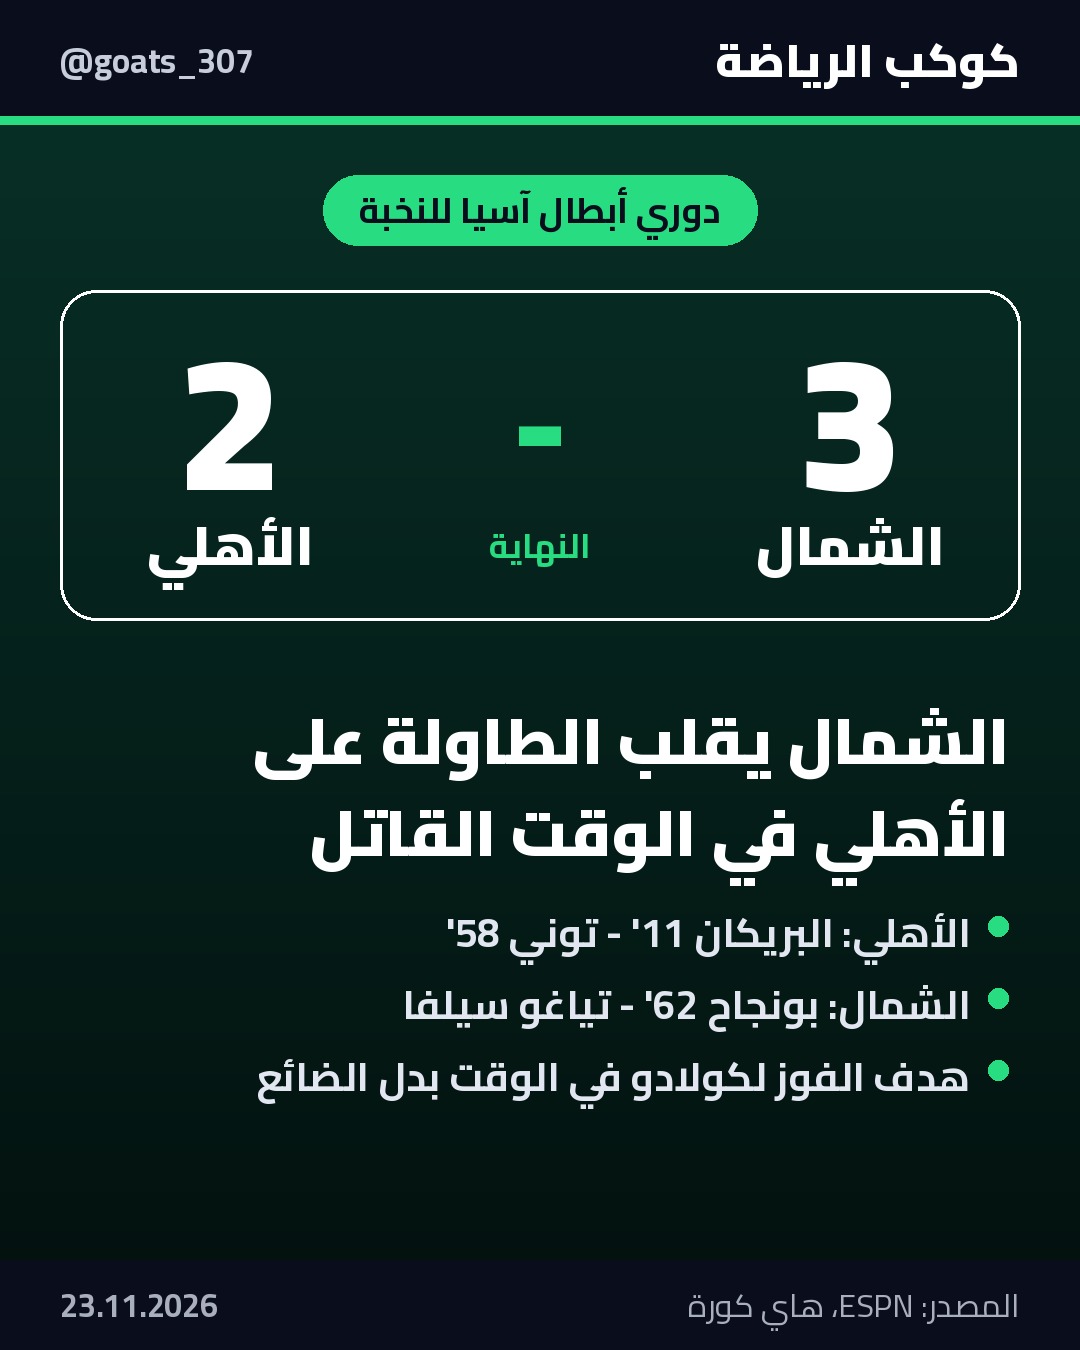 كوكب الرياضة
@goats_307
دوري أبطال آسيا للنخبة
3 - 2
الشمال النهاية الأهلي
الشمال يقلب الطاولة على
الأهلي في الوقت القاتل
الأهلي: البريكان 11' - توني 58'
الشمال: بونجاح 62' - تياغو سيلفا
هدف الفوز لكولادو في الوقت بدل الضائع
المصدر: ESPN، هاي كورة
23.11.2026